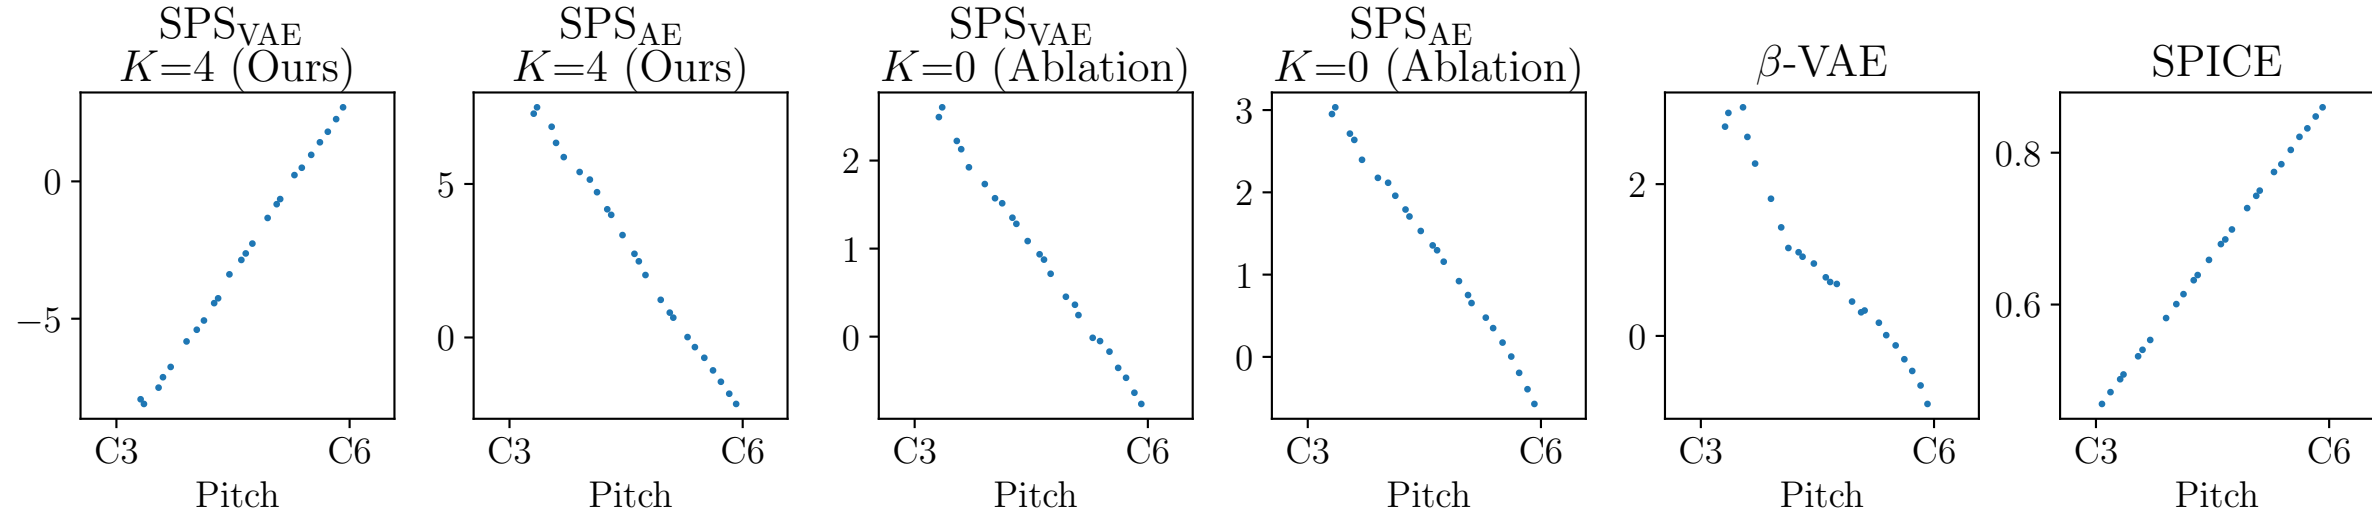 SPS_VAE
K=4 (Ours)
SPS_AE
K=4 (Ours)
SPS_VAE
K=0 (Ablation)
SPS_AE
K=0 (Ablation)
β-VAE
SPICE
0
−5
C3
C6
Pitch
5
0
C3
C6
Pitch
2
1
0
C3
C6
Pitch
3
2
1
0
C3
C6
Pitch
2
0
C3
C6
Pitch
0.8
0.6
C3
C6
Pitch